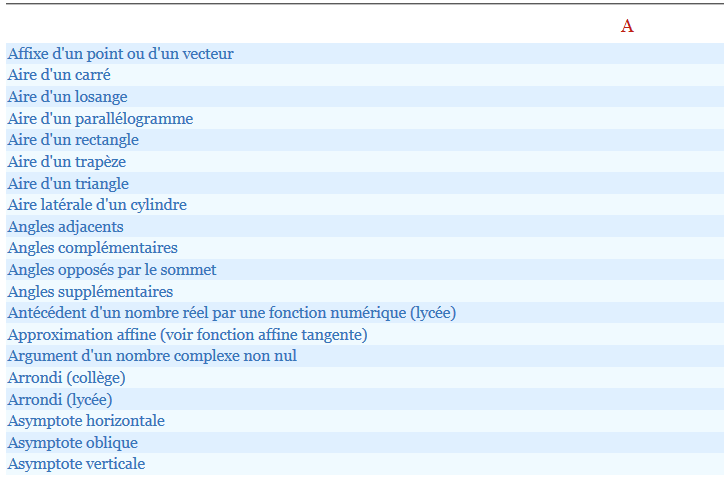 A
Affixe d'un point ou d'un vecteur
Aire d'un carré
Aire d'un losange
Aire d'un parallélogramme
Aire d'un rectangle
Aire d'un trapèze
Aire d'un triangle
Aire latérale d'un cylindre
Angles adjacents
Angles complémentaires
Angles opposés par le sommet
Angles supplémentaires
Antécédent d'un nombre réel par une fonction numérique (lycée)
Approximation affine (voir fonction affine tangente)
Argument d'un nombre complexe non nul
Arrondi (collège)
Arrondi (lycée)
Asymptote horizontale
Asymptote oblique
Asymptote verticale